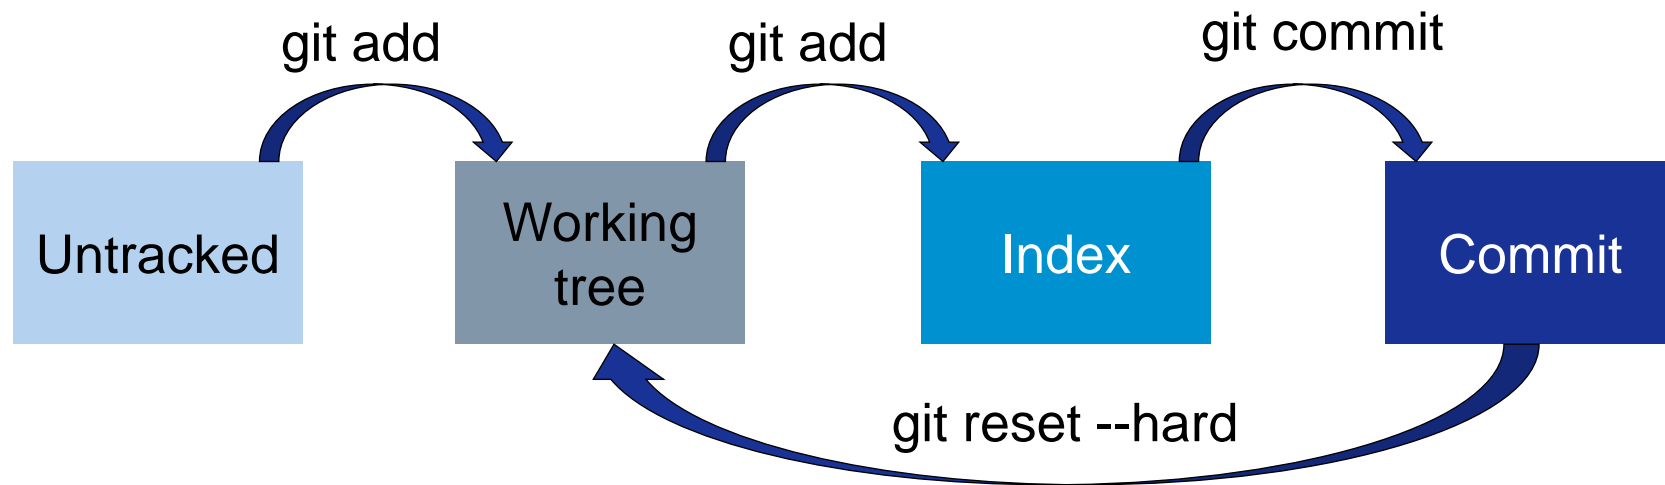 git add
git add
git commit
Untracked
Working
tree
Index
Commit
git reset --hard